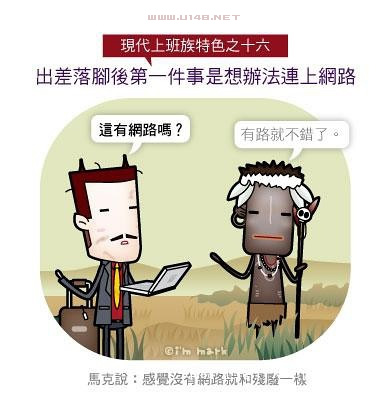 WWW.U148.NET
現代上班族特色之十六
出差落腳後第一件事是想辦法連上網路
這有網路嗎？
有路就不錯了。
©i'm mark
馬克說：感覺沒有網路就和殘廢一樣